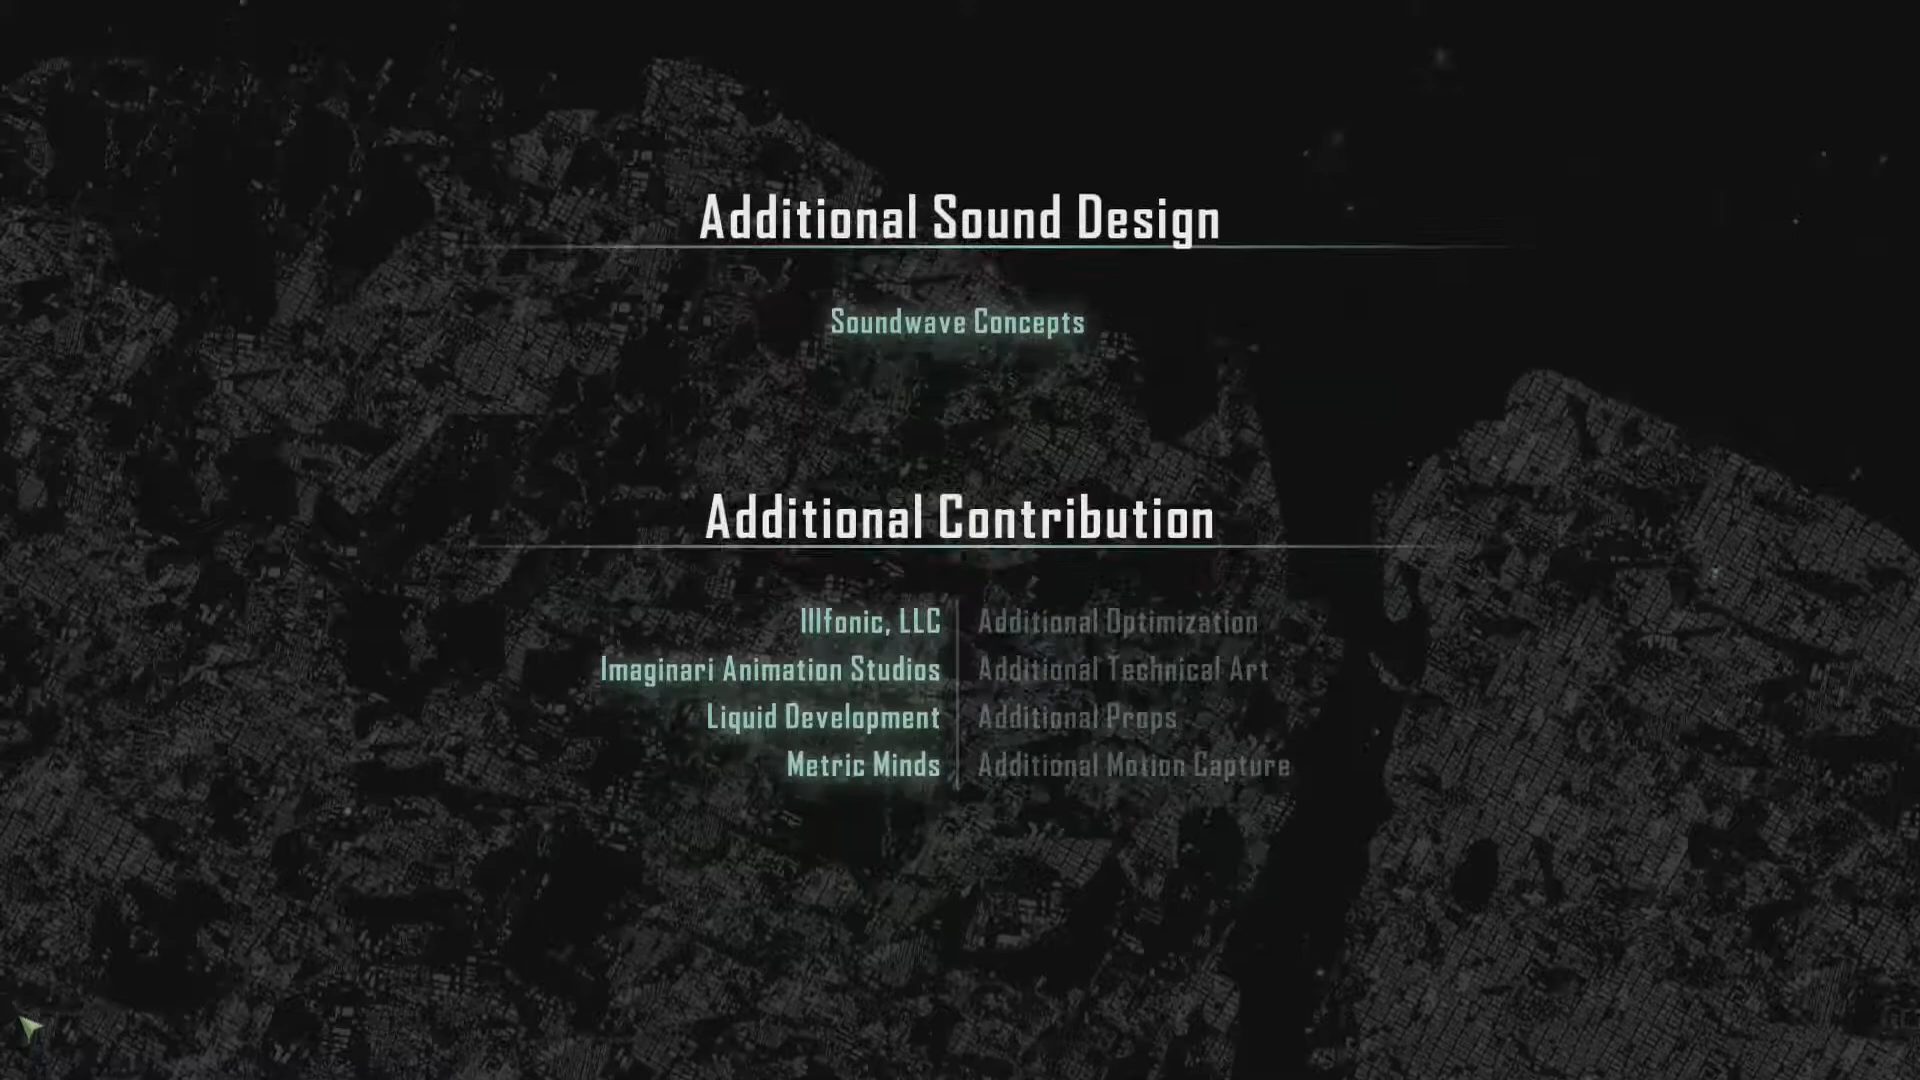 Additional Sound Design
Soundwave Concepts
Additional Contribution
Illfonic, LLC Additional Optimization
Imaginari Animation Studios Additional Technical Art
Liquid Development Additional Props
Metric Minds Additional Motion Capture